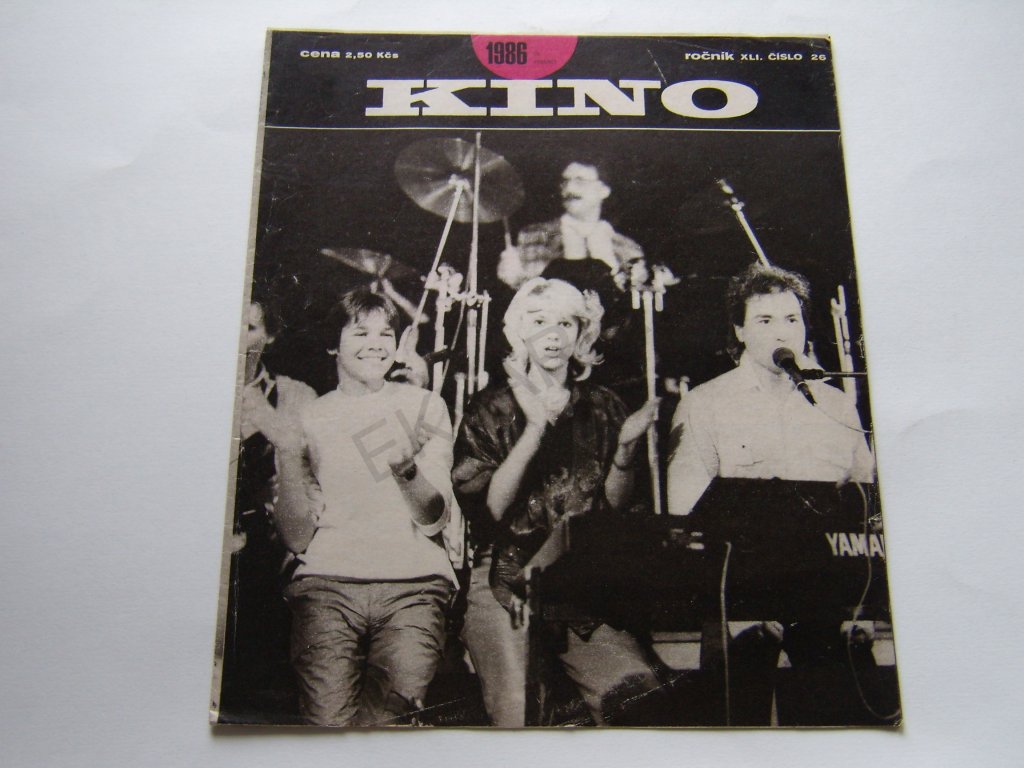 cena 2,50 Kčs
1986
ročník XLI. ČÍSLO 26
KINO
YAMA